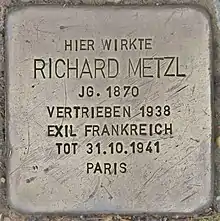 HIER WIRKTE
RICHARD METZL
JG. 1870
VERTRIEBEN 1938
EXIL FRANKREICH
TOT 31.10.1941
PARIS